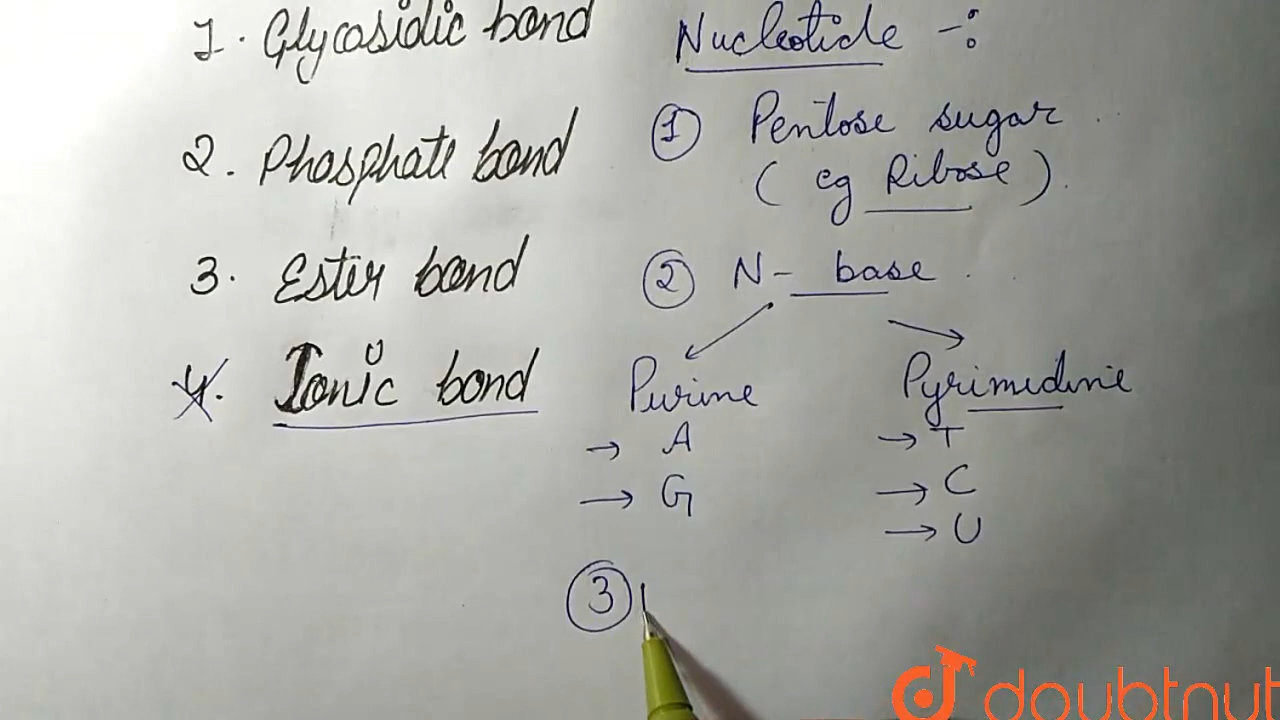 1. Glycosidic bond
2. Phosphate bond
3. Ester bond
4. Ionic bond
Nucleotide -:
① Pentose sugar
( eg Ribose ).
② N- base
Purine
→ A
→ G
Pyrimidine
→ T
→ C
→ U
③
doubtnut